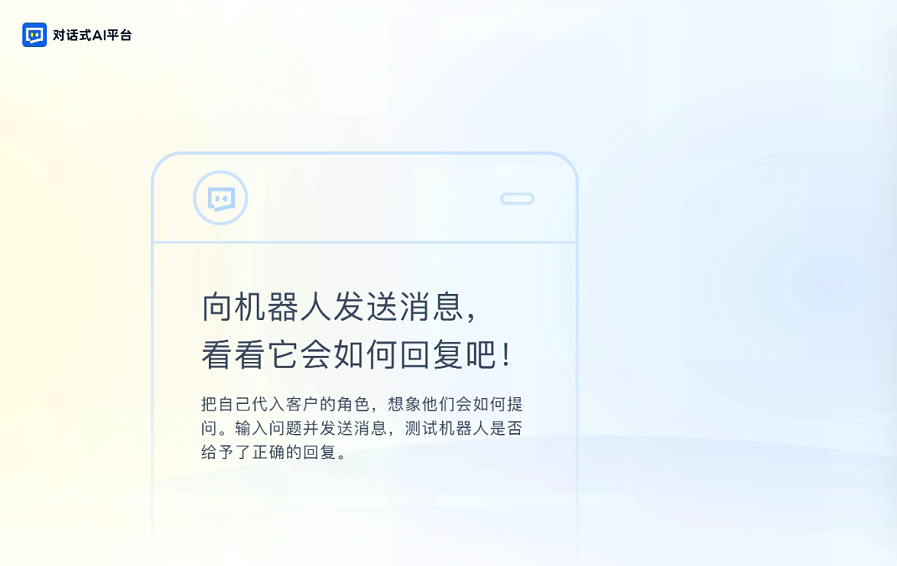 对话式AI平台
向机器人发送消息，
看看它会如何回复吧！
把自己代入客户的角色，想象他们会如何提
问。输入问题并发送消息，测试机器人是否
给予了正确的回复。